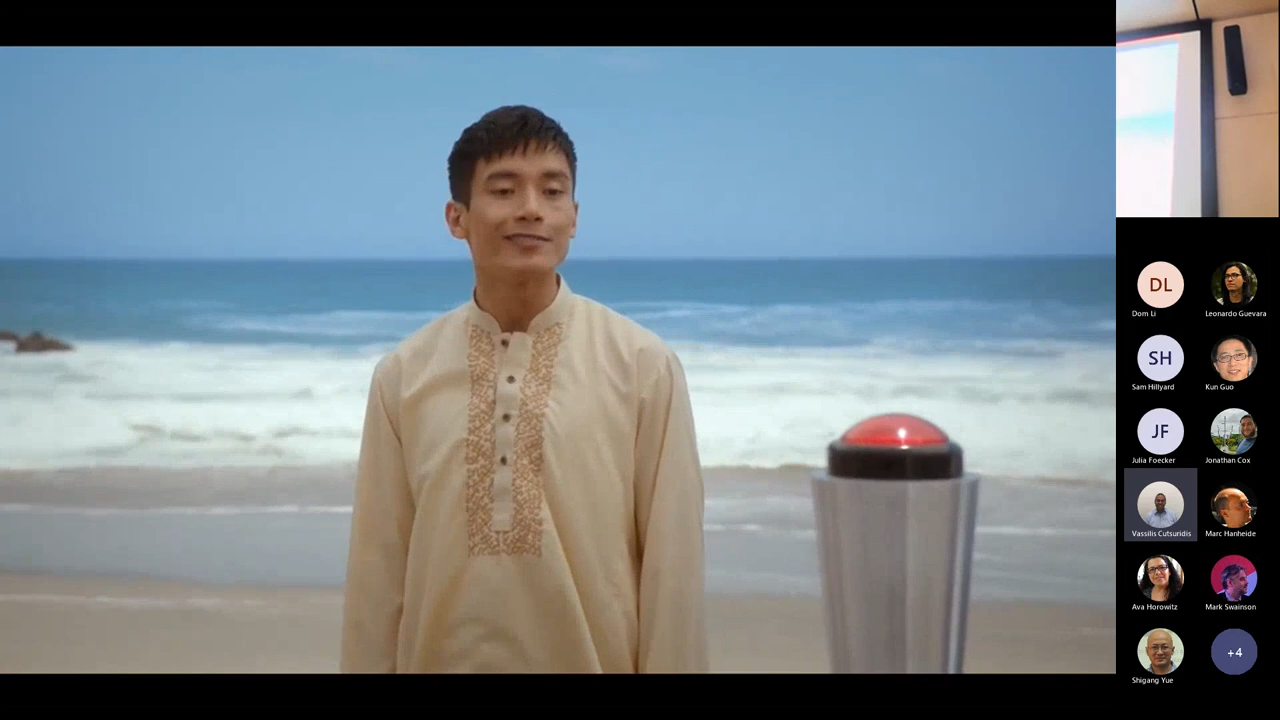 DL
Dom Li
Leonardo Guevara
SH
Sam Hillyard
Kun Guo
JF
Julia Foecker
Jonathan Cox
Vassilis Cutsuridis
Marc Hanheide
Ava Horowitz
Mark Swainson
Shigang Yue
+4